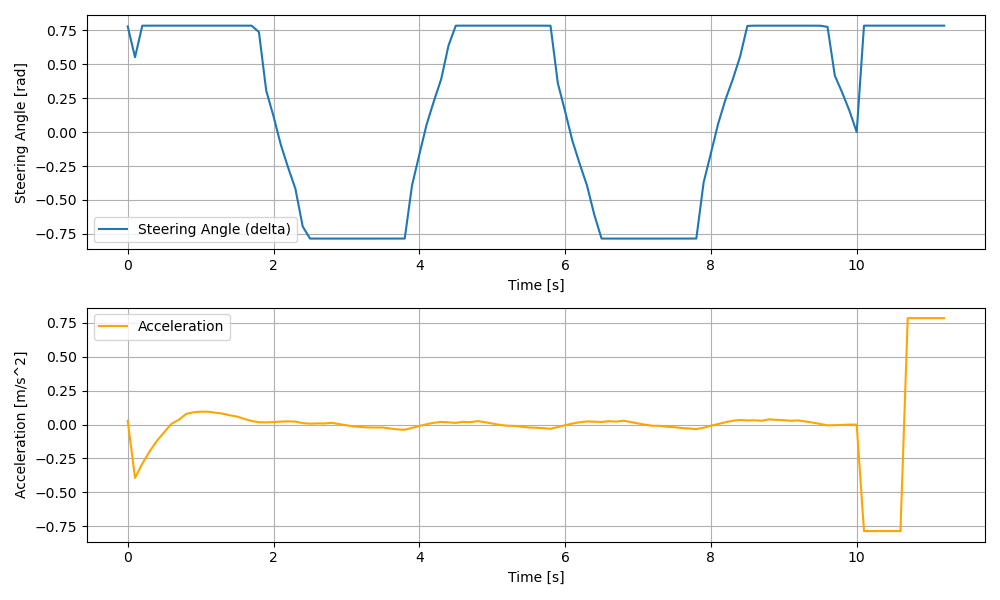 0.75
0.50
0.25
0.00
−0.25
−0.50
−0.75
Steering Angle [rad]
Steering Angle (delta)
0 2 4 6 8 10
Time [s]
0.75
0.50
0.25
0.00
−0.25
−0.50
−0.75
Acceleration [m/s^2]
Acceleration
0 2 4 6 8 10
Time [s]